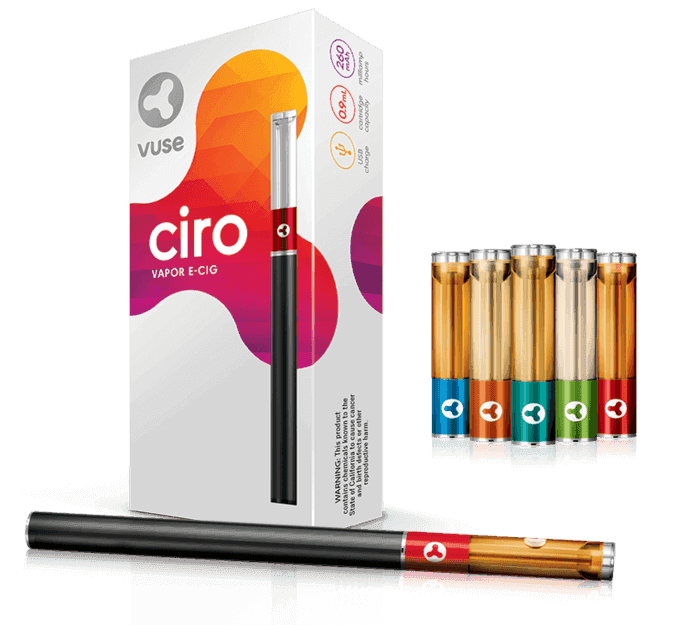 vuse
ciro
VAPOR E-CIG
260
mAh
milliamp
hours
0.9mL
cartridge
capacity
USB
charge
WARNING: This product
contains chemicals known to the
State of California to cause cancer
and birth defects or other
reproductive harm.